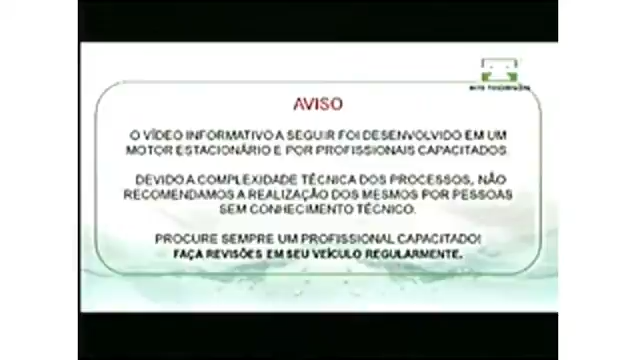 AVISO
O VÍDEO INFORMATIVO A SEGUIR FOI DESENVOLVIDO EM UM
MOTOR ESTACIONÁRIO E POR PROFISSIONAIS CAPACITADOS.
DEVIDO A COMPLEXIDADE TÉCNICA DOS PROCESSOS, NÃO
RECOMENDAMOS A REALIZAÇÃO DOS MESMOS POR PESSOAS
SEM CONHECIMENTO TÉCNICO.
PROCURE SEMPRE UM PROFISSIONAL CAPACITADO!
FAÇA REVISÕES EM SEU VEÍCULO REGULARMENTE.